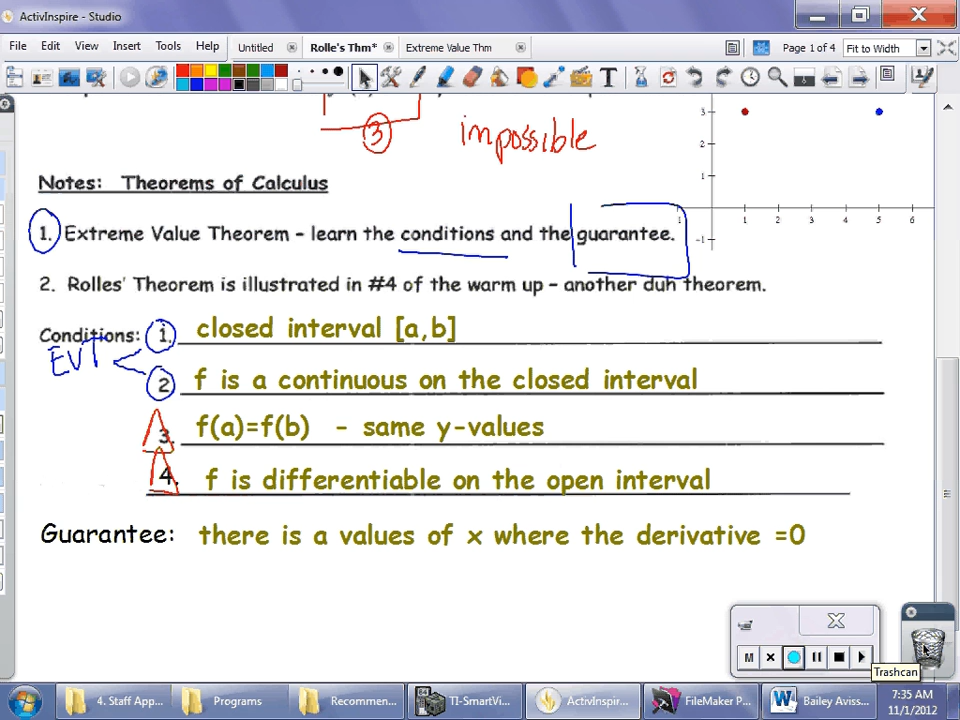 ActivInspire - Studio
File Edit View Insert Tools Help Untitled Rolle's Thm* Extreme Value Thm Page 1 of 4 Fit to Width
3 impossible
3
2
1
1 1 2 3 4 5 6
-1
Notes: Theorems of Calculus
1. Extreme Value Theorem – learn the conditions and the guarantee.
2. Rolles' Theorem is illustrated in #4 of the warm up – another duh theorem.
Conditions: 1. closed interval [a,b]
EVT
2 f is a continuous on the closed interval
3. f(a)=f(b) - same y-values
4. f is differentiable on the open interval
Guarantee: there is a values of x where the derivative =0
M
Trashcan
4. Staff App... Programs Recommen... TI-SmartVi... ActivInspire... FileMaker P... Bailey Aviss... 7:35 AM
11/1/2012